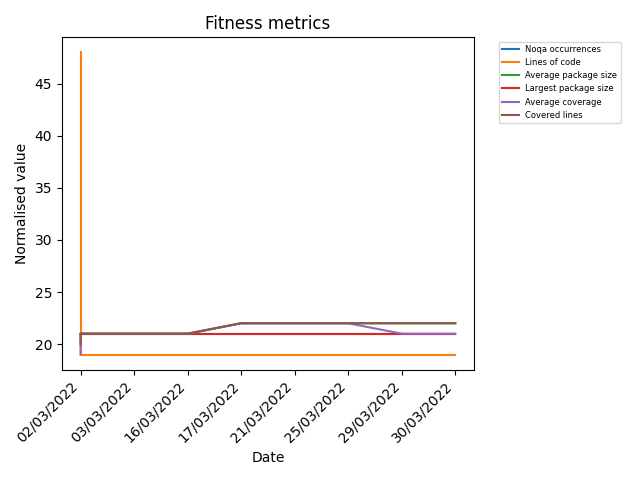 Fitness metrics
Noqa occurrences
Lines of code
Average package size
Largest package size
Average coverage
Covered lines
Normalised value
45
40
35
30
25
20
02/03/2022
03/03/2022
16/03/2022
17/03/2022
21/03/2022
25/03/2022
29/03/2022
30/03/2022
Date